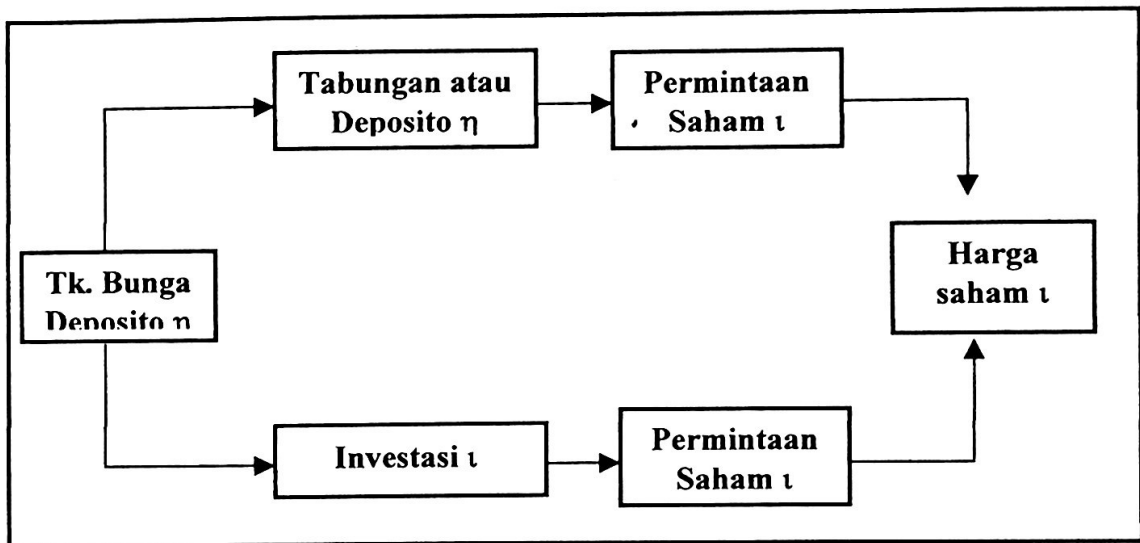 Tabungan atau
Deposito η
Permintaan
Saham ι
Tk. Bunga
Deposito η
Harga
saham ι
Investasi ι
Permintaan
Saham ι